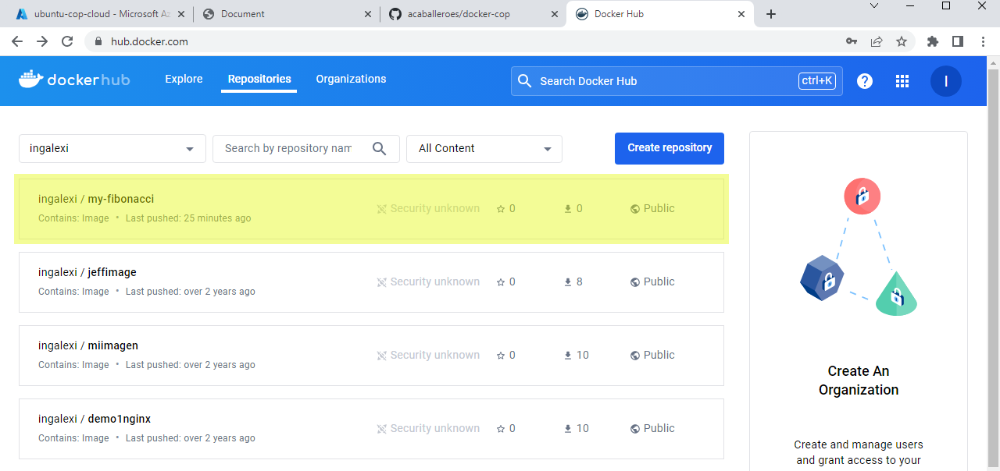 ubuntu-cop-cloud - Microsoft Az
Document
acaballeroes/docker-cop
Docker Hub
hub.docker.com
dockerhub
Explore
Repositories
Organizations
Search Docker Hub
ctrl+K
?
I
ingalexi
Search by repository nam
All Content
Create repository
ingalexi / my-fibonacci
Contains: Image • Last pushed: 25 minutes ago
Security unknown
0
0
Public
ingalexi / jeffimage
Contains: Image • Last pushed: over 2 years ago
Security unknown
0
8
Public
ingalexi / miimagen
Contains: Image • Last pushed: over 2 years ago
Security unknown
0
10
Public
ingalexi / demo1nginx
Contains: Image • Last pushed: over 2 years ago
Security unknown
0
10
Public
Create An
Organization
Create and manage users
and grant access to your